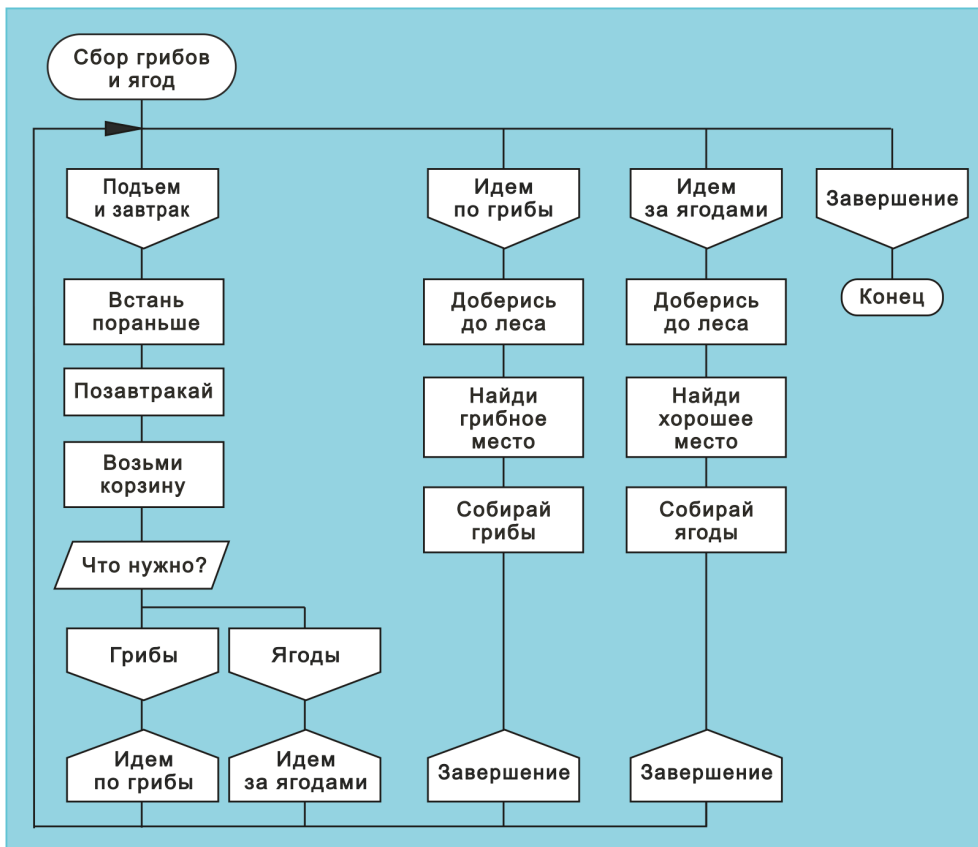 Сбор грибов
и ягод
Подъем
и завтрак
Встань
пораньше
Позавтракай
Возьми
корзину
Что нужно?
Грибы
Идем
по грибы
Ягоды
Идем
за ягодами
Идем
по грибы
Доберись
до леса
Найди
грибное
место
Собирай
грибы
Завершение
Идем
за ягодами
Доберись
до леса
Найди
хорошее
место
Собирай
ягоды
Завершение
Завершение
Конец